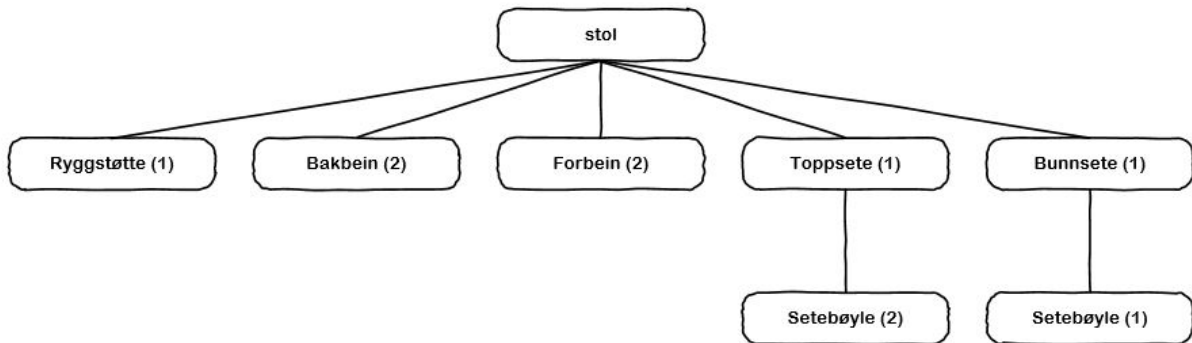 stol
Ryggstøtte (1)
Bakbein (2)
Forbein (2)
Toppsete (1)
Bunnsete (1)
Setebøyle (2)
Setebøyle (1)